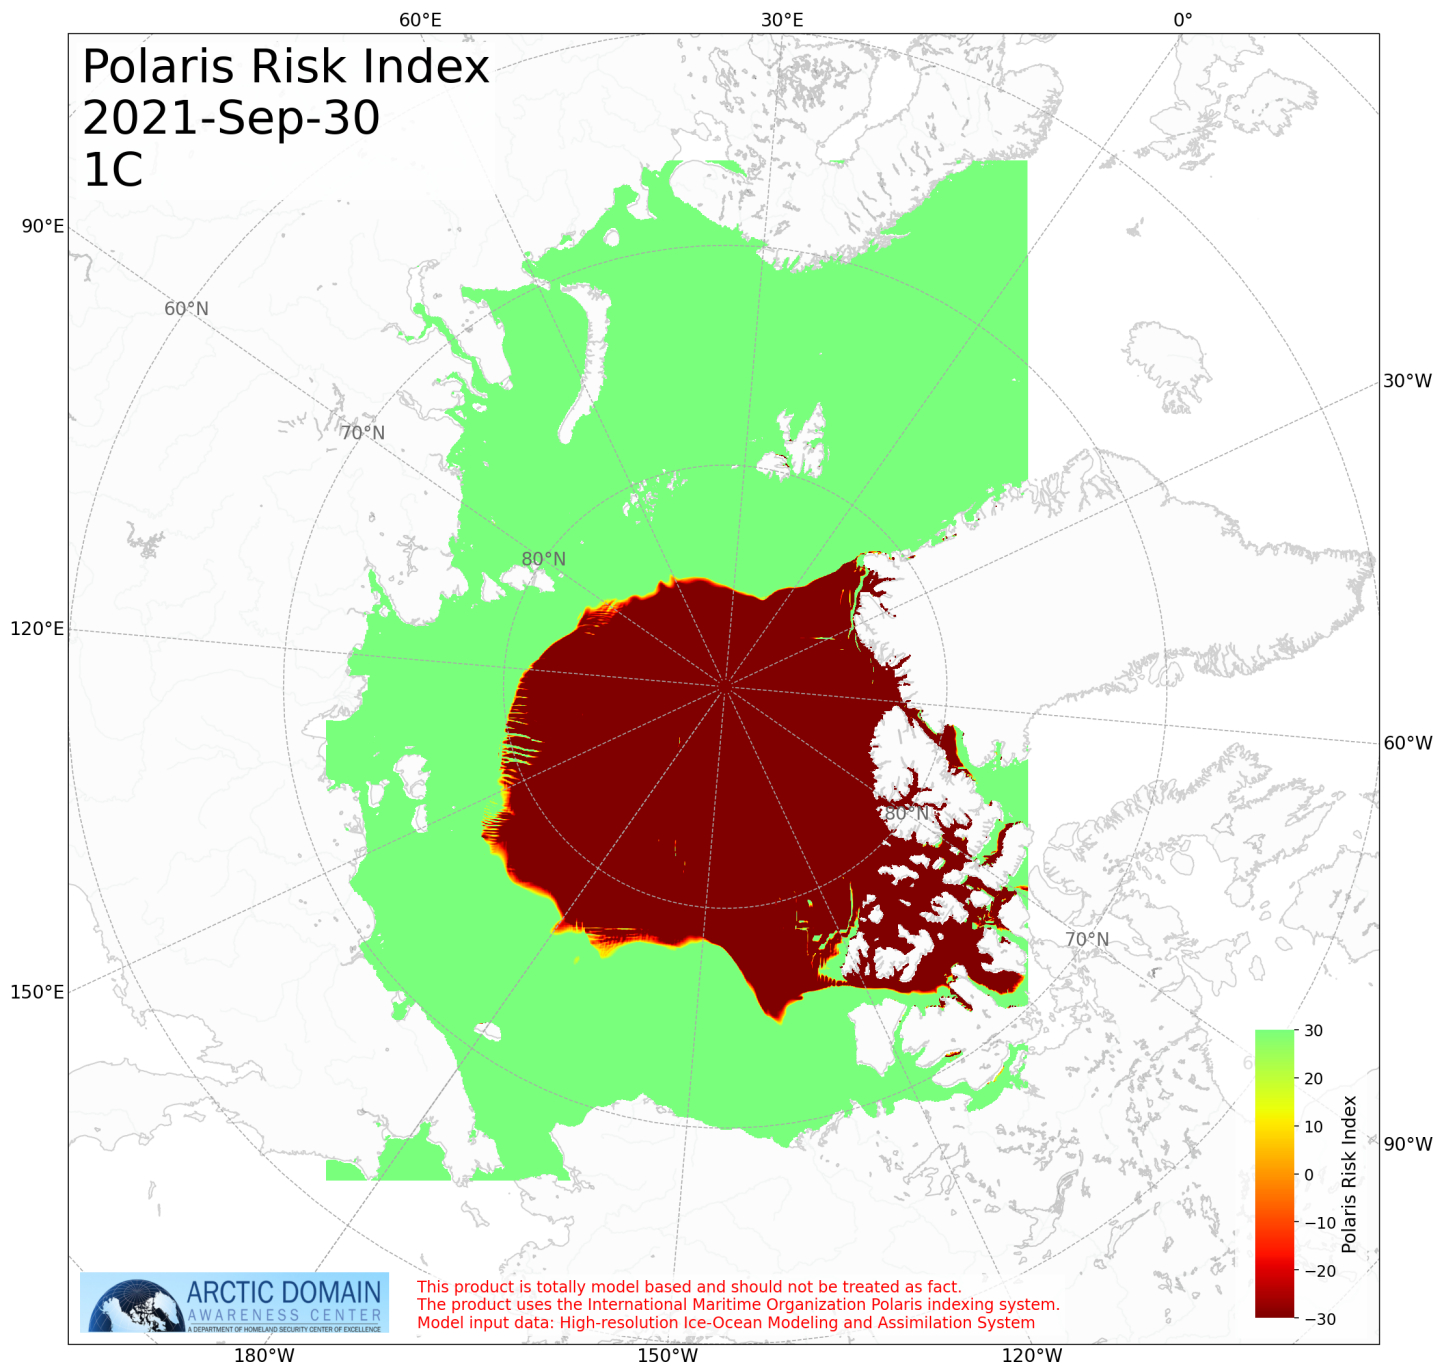 60°E
30°E
0°
Polaris Risk Index
2021-Sep-30
1C
90°E
60°N
30°W
70°N
80°N
120°E
60°W
80°N
70°N
150°E
30
20
10
0
−10
−20
−30
Polaris Risk Index
90°W
ARCTIC DOMAIN
AWARENESS CENTER
A DEPARTMENT OF HOMELAND SECURITY CENTER OF EXCELLENCE
This product is totally model based and should not be treated as fact.
The product uses the International Maritime Organization Polaris indexing system.
Model input data: High-resolution Ice-Ocean Modeling and Assimilation System
180°W
150°W
120°W